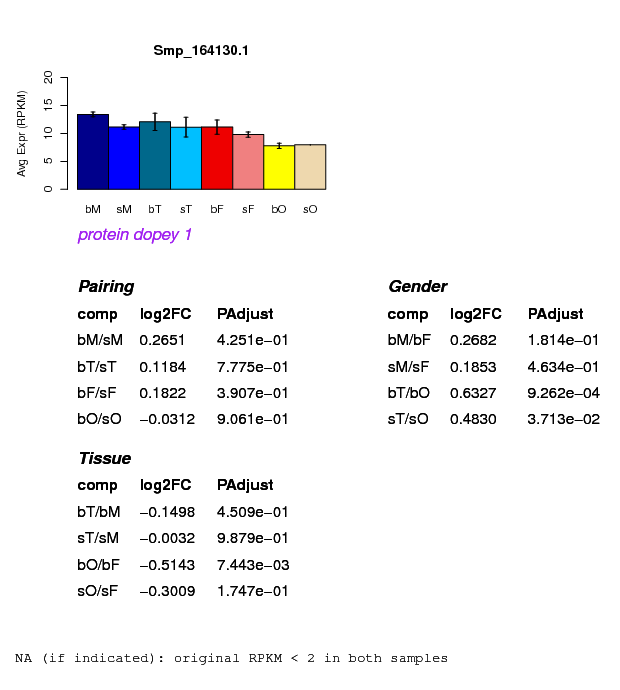 Smp_164130.1
Avg Expr (RPKM)
20
15
10
5
0
bM sM bT sT bF sF bO sO
protein dopey 1
Pairing
comp log2FC PAdjust
bM/sM 0.2651 4.251e−01
bT/sT 0.1184 7.775e−01
bF/sF 0.1822 3.907e−01
bO/sO −0.0312 9.061e−01
Gender
comp log2FC PAdjust
bM/bF 0.2682 1.814e−01
sM/sF 0.1853 4.634e−01
bT/bO 0.6327 9.262e−04
sT/sO 0.4830 3.713e−02
Tissue
comp log2FC PAdjust
bT/bM −0.1498 4.509e−01
sT/sM −0.0032 9.879e−01
bO/bF −0.5143 7.443e−03
sO/sF −0.3009 1.747e−01
NA (if indicated): original RPKM < 2 in both samples